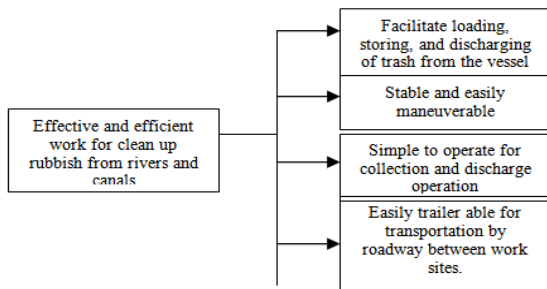 Facilitate loading,
storing, and discharging
of trash from the vessel
Stable and easily
maneuverable
Effective and efficient
work for clean up
rubbish from rivers and
canals
Simple to operate for
collection and discharge
operation
Easily trailer able for
transportation by
roadway between work
sites.